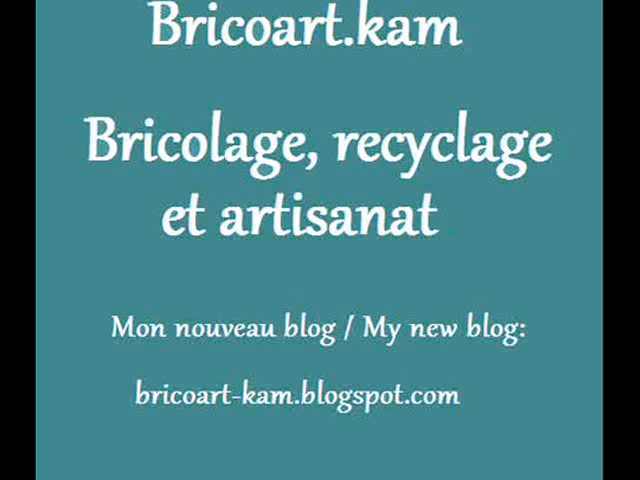 Bricoart.kam
Bricolage, recyclage
et artisanat
Mon nouveau blog / My new blog:
bricoart-kam.blogspot.com